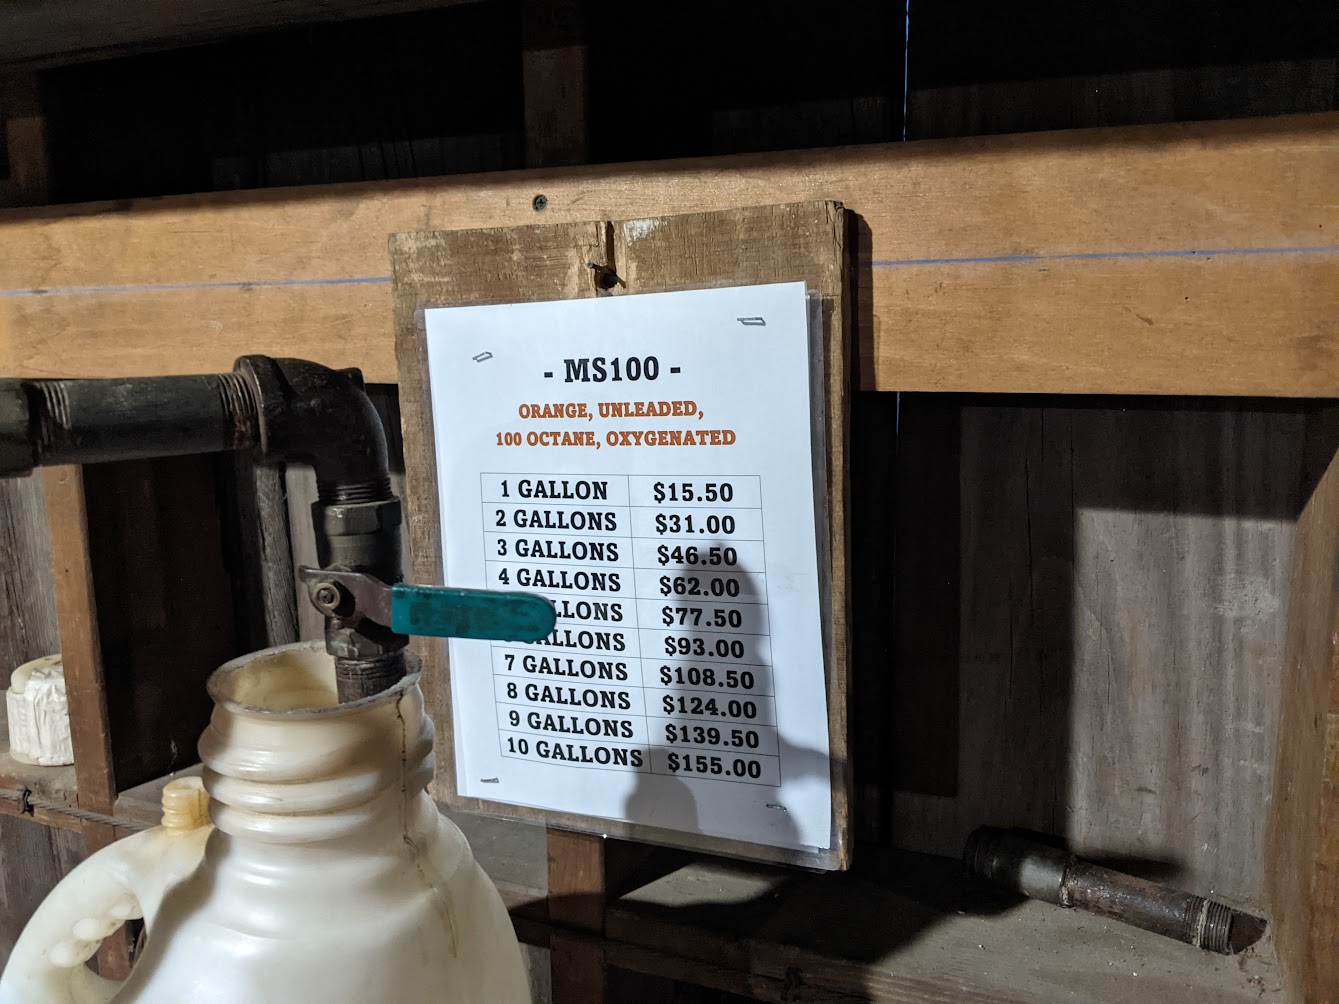 - MS100 -
ORANGE, UNLEADED,
100 OCTANE, OXYGENATED
1 GALLON $15.50
2 GALLONS $31.00
3 GALLONS $46.50
4 GALLONS $62.00
LLONS $77.50
ALLONS $93.00
7 GALLONS $108.50
8 GALLONS $124.00
9 GALLONS $139.50
10 GALLONS $155.00